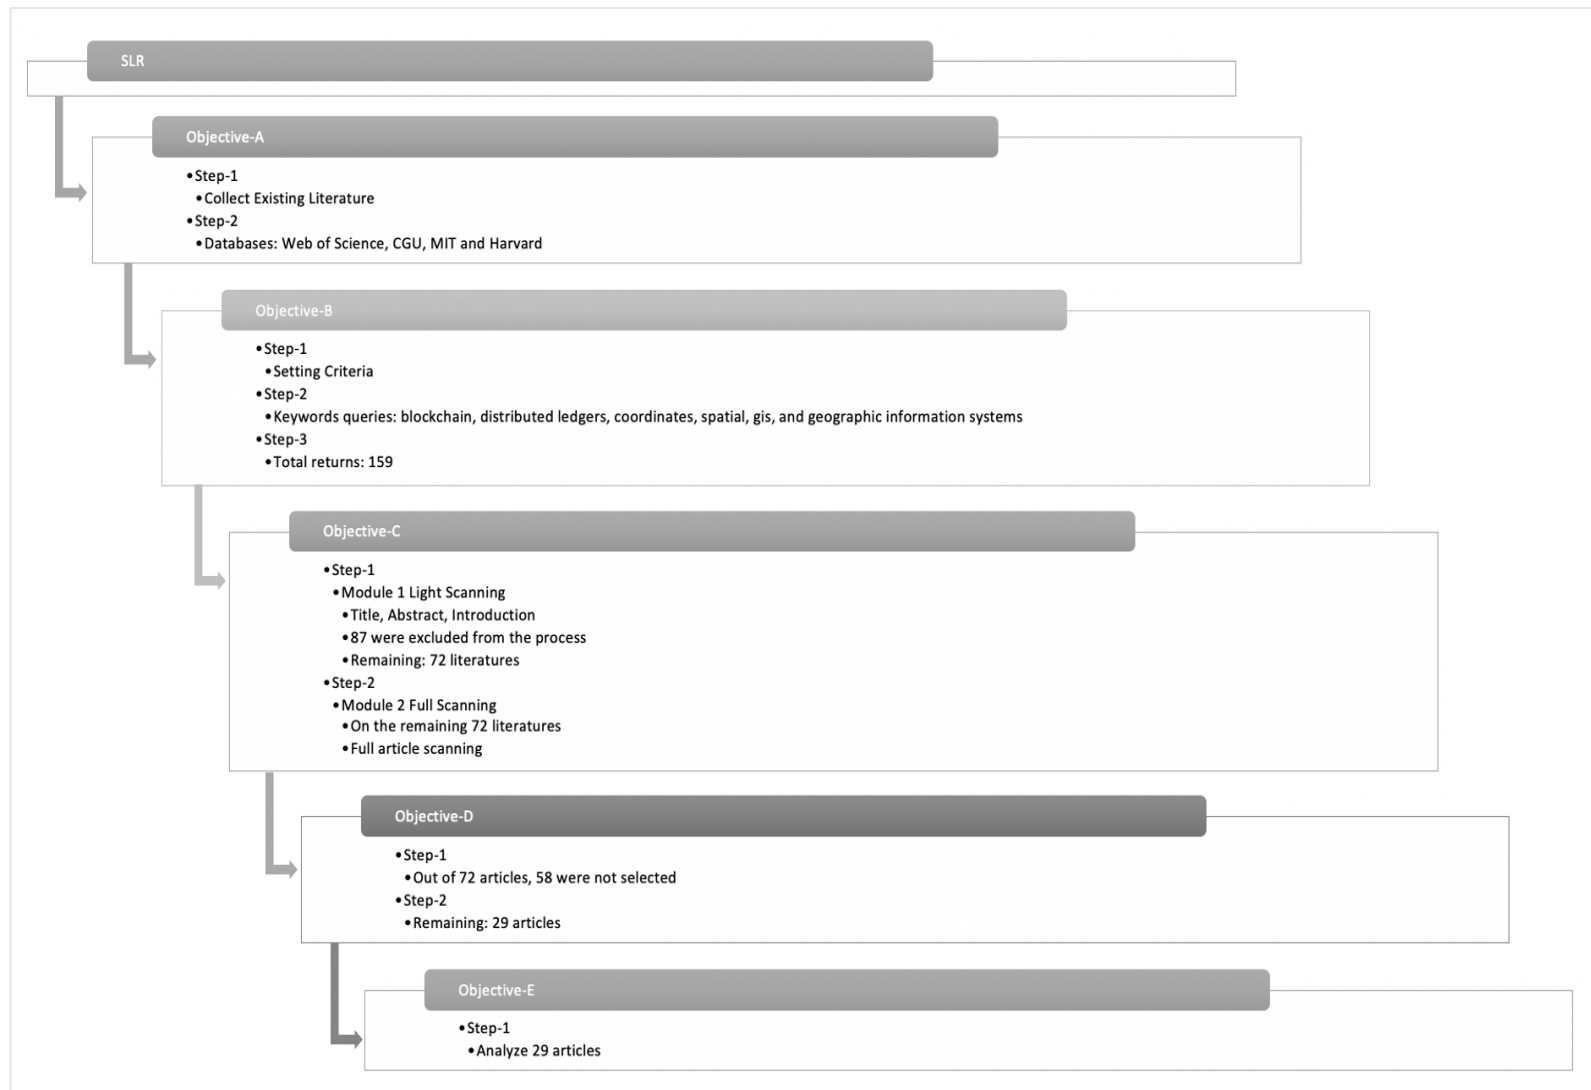 SLR
Objective-A
•Step-1
•Collect Existing Literature
•Step-2
•Databases: Web of Science, CGU, MIT and Harvard
Objective-B
•Step-1
•Setting Criteria
•Step-2
•Keywords queries: blockchain, distributed ledgers, coordinates, spatial, gis, and geographic information systems
•Step-3
•Total returns: 159
Objective-C
•Step-1
•Module 1 Light Scanning
•Title, Abstract, Introduction
•87 were excluded from the process
•Remaining: 72 literatures
•Step-2
•Module 2 Full Scanning
•On the remaining 72 literatures
•Full article scanning
Objective-D
•Step-1
•Out of 72 articles, 58 were not selected
•Step-2
•Remaining: 29 articles
Objective-E
•Step-1
•Analyze 29 articles